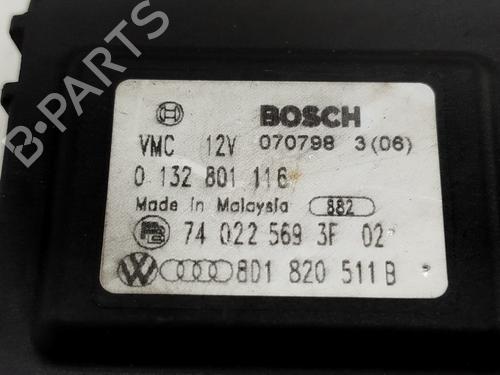 B-PARTS
BOSCH
VMC 12V 070798 3(06)
0 132 801 116
Made in Malaysia 882
74 022 569 3F 02
8D1 820 511 B